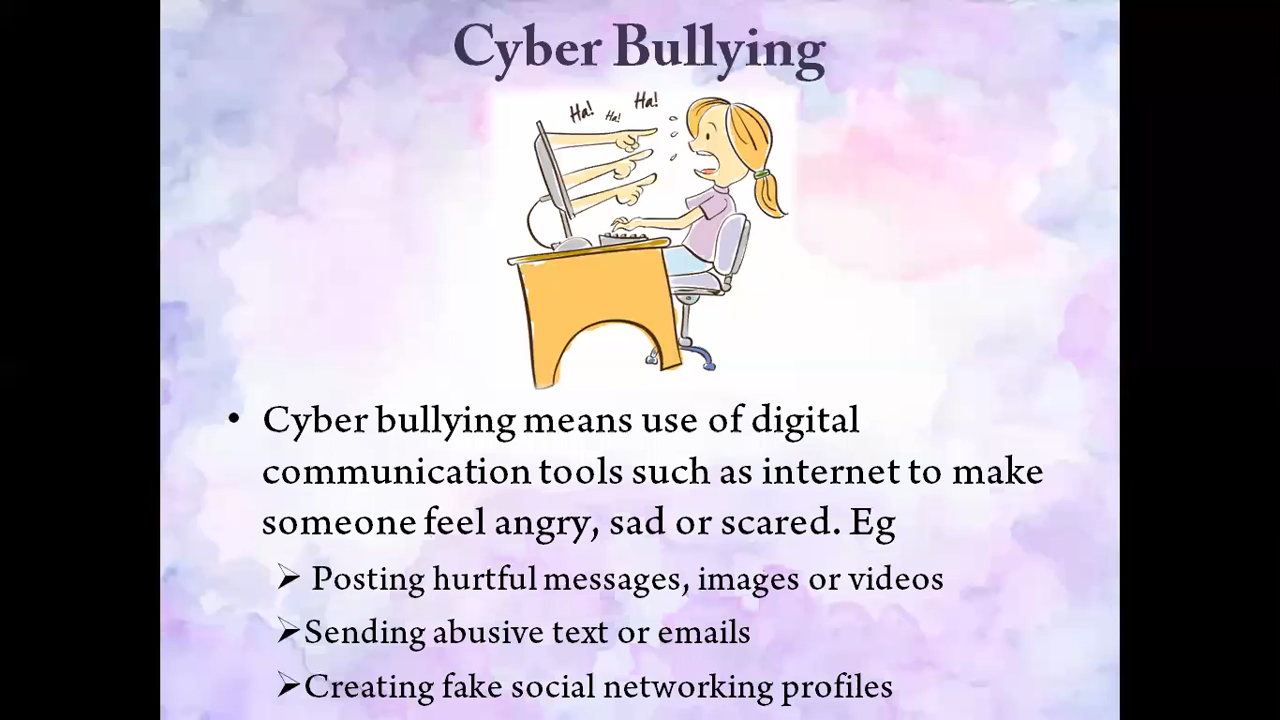 Cyber Bullying
Ha!
Ha!
Ha!
• Cyber bullying means use of digital
communication tools such as internet to make
someone feel angry, sad or scared. Eg
➢ Posting hurtful messages, images or videos
➢Sending abusive text or emails
➢Creating fake social networking profiles